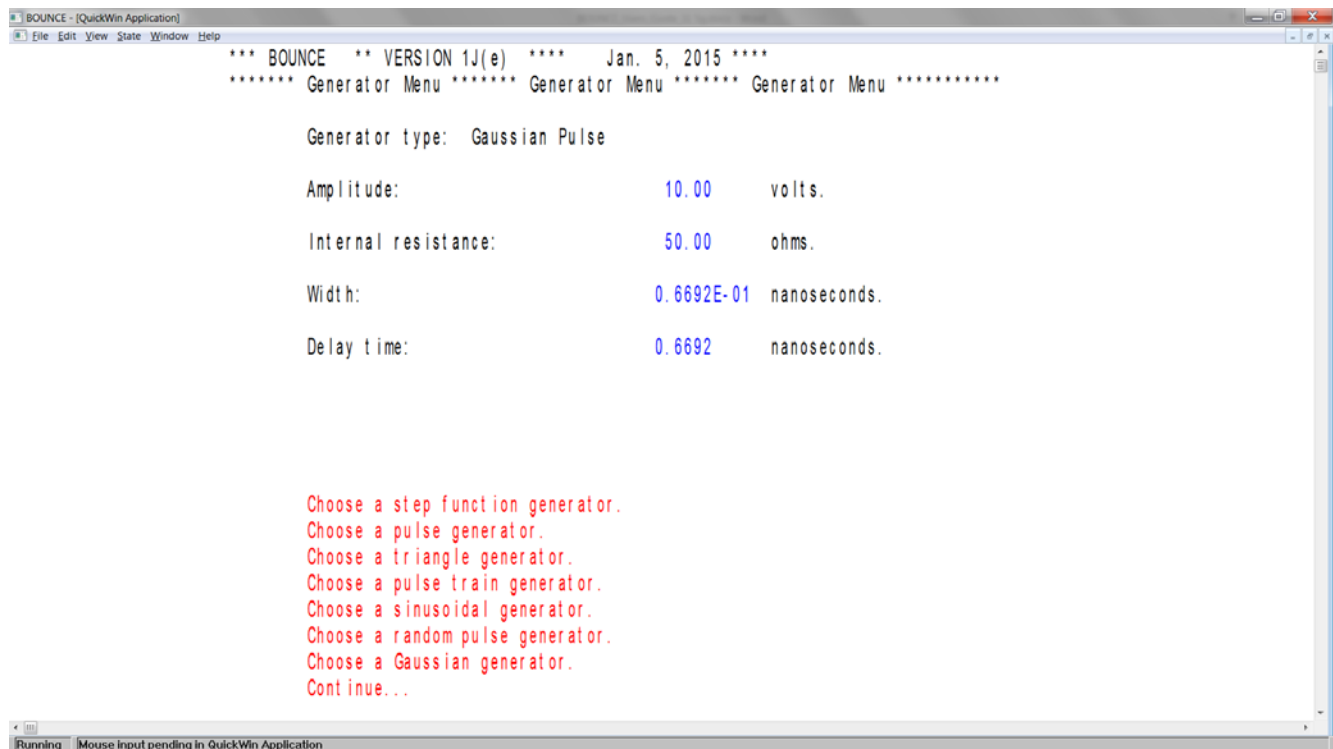 BOUNCE - [QuickWin Application]
File Edit View State Window Help
*** BOUNCE ** VERSION 1J(e) **** Jan. 5, 2015 ****
******* Generator Menu ******* Generator Menu ******* Generator Menu ***********
Generator type: Gaussian Pulse
Amplitude: 10.00 volts.
Internal resistance: 50.00 ohms.
Width: 0.6692E-01 nanoseconds.
Delay time: 0.6692 nanoseconds.
Choose a step function generator.
Choose a pulse generator.
Choose a triangle generator.
Choose a pulse train generator.
Choose a sinusoidal generator.
Choose a random pulse generator.
Choose a Gaussian generator.
Continue...
Running Mouse input pending in QuickWin Application